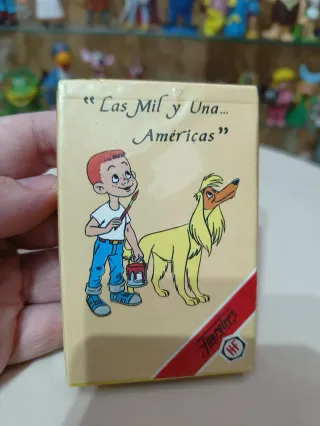 "Las Mil y Una...
Américas"
Fournier
HF